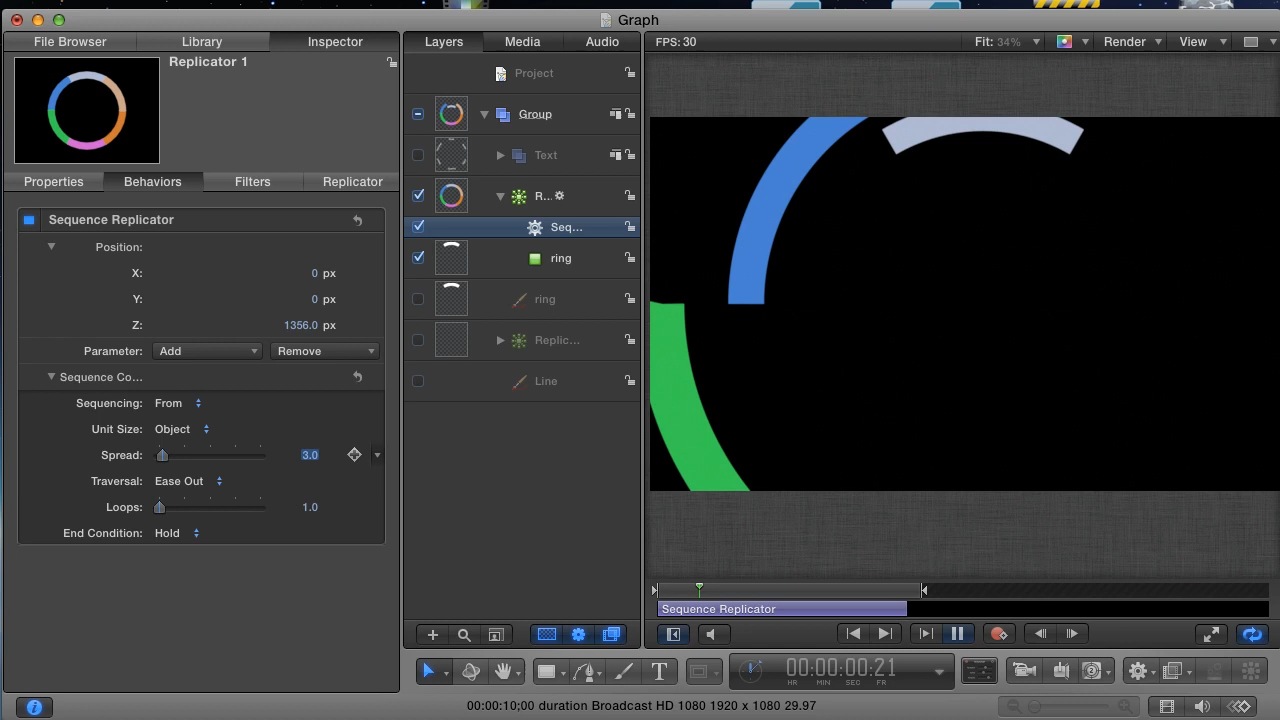 Graph
File Browser
Library
Inspector
Replicator 1
Properties
Behaviors
Filters
Replicator
Sequence Replicator
Position:
X: 0 px
Y: 0 px
Z: 1356.0 px
Parameter: Add Remove
Sequence Co...
Sequencing: From
Unit Size: Object
Spread: 3.0
Traversal: Ease Out
Loops: 1.0
End Condition: Hold
Layers
Media
Audio
Project
Group
Text
R...
Seq...
ring
ring
Replic...
Line
FPS: 30
Fit: 34%
Render
View
Sequence Replicator
T
00:00:00:21
HR MIN SEC FR
2
00:00:10;00 duration Broadcast HD 1080 1920 x 1080 29.97